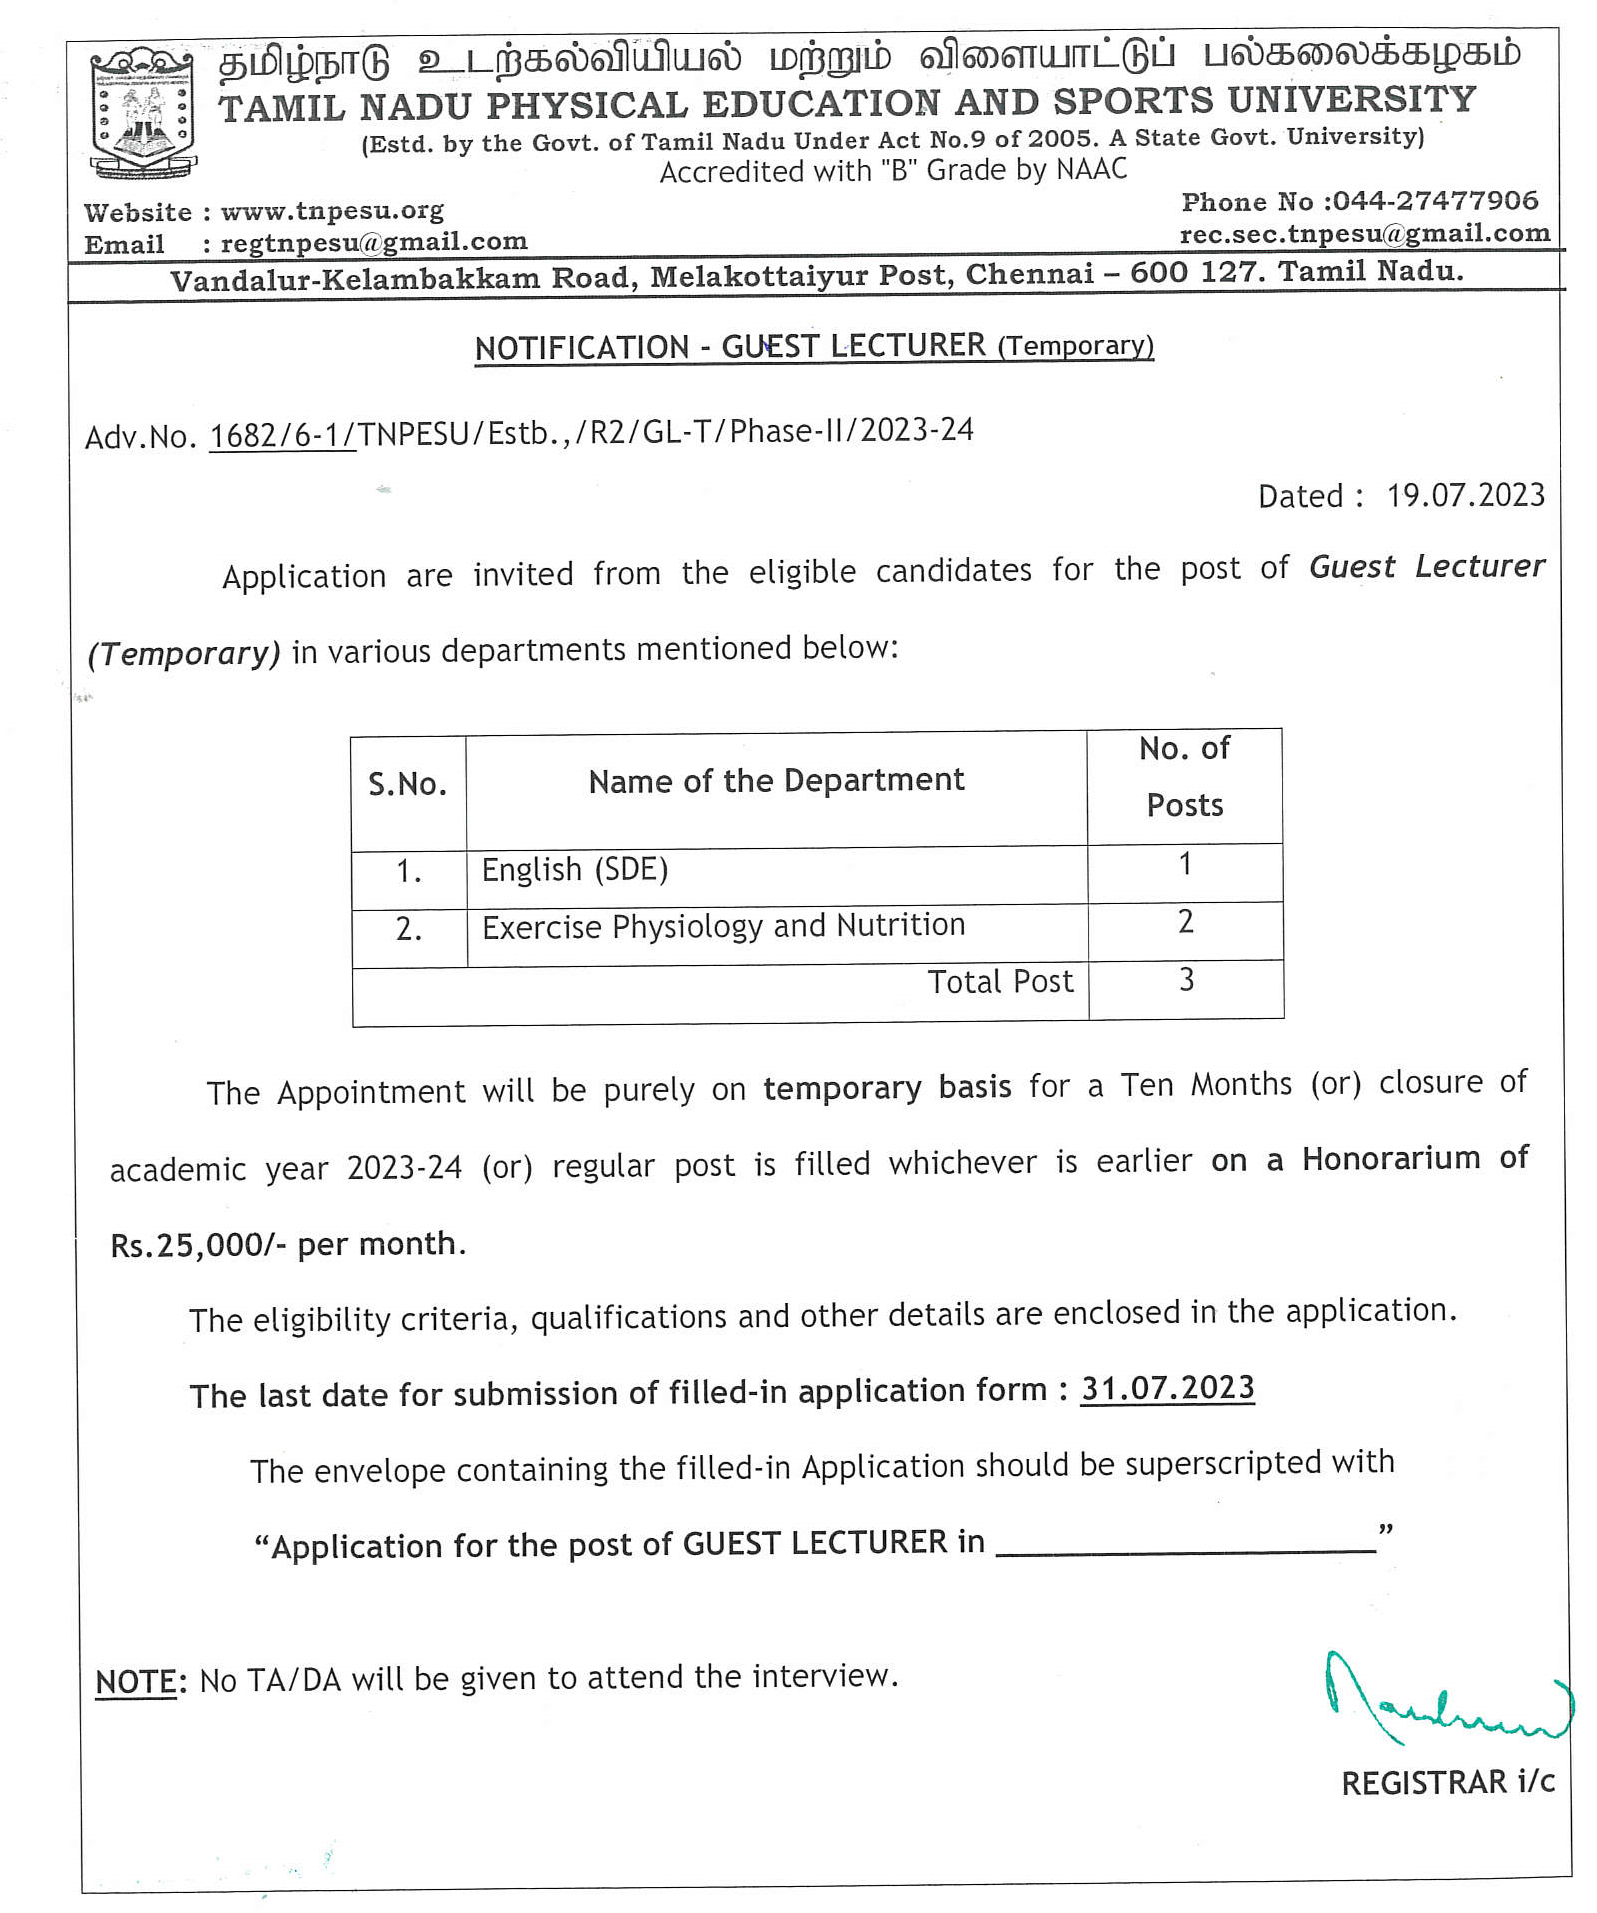 தமிழ்நாடு உடற்கல்வியியல் மற்றும் விளையாட்டுப் பல்கலைக்கழகம்
TAMIL NADU PHYSICAL EDUCATION AND SPORTS UNIVERSITY
(Estd. by the Govt. of Tamil Nadu Under Act No.9 of 2005. A State Govt. University)
Accredited with "B" Grade by NAAC
Website : www.tnpesu.org
Phone No :044-27477906
Email : regtnpesu@gmail.com
rec.sec.tnpesu@gmail.com
Vandalur-Kelambakkam Road, Melakottaiyur Post, Chennai – 600 127. Tamil Nadu.
NOTIFICATION - GUEST LECTURER (Temporary)
Adv.No. 1682/6-1/TNPESU/Estb.,/R2/GL-T/Phase-II/2023-24
Dated : 19.07.2023
Application are invited from the eligible candidates for the post of Guest Lecturer
(Temporary) in various departments mentioned below:
S.No. Name of the Department No. of Posts
1. English (SDE) 1
2. Exercise Physiology and Nutrition 2
Total Post 3
The Appointment will be purely on temporary basis for a Ten Months (or) closure of
academic year 2023-24 (or) regular post is filled whichever is earlier on a Honorarium of
Rs.25,000/- per month.
The eligibility criteria, qualifications and other details are enclosed in the application.
The last date for submission of filled-in application form : 31.07.2023
The envelope containing the filled-in Application should be superscripted with
“Application for the post of GUEST LECTURER in ____________________”
NOTE: No TA/DA will be given to attend the interview.
REGISTRAR i/c